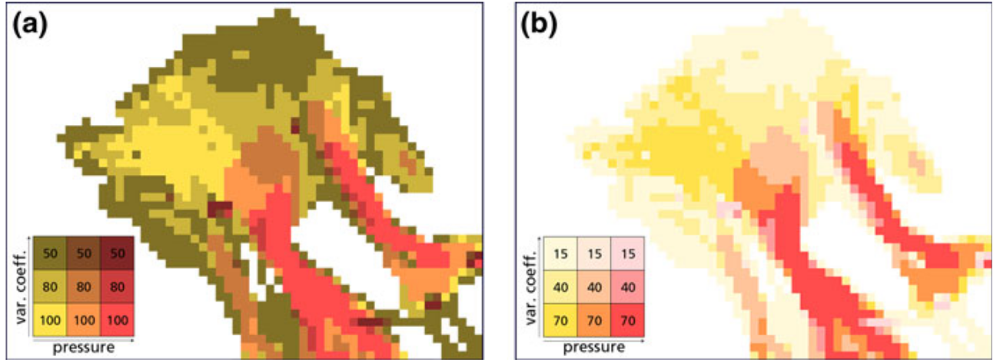 (a)
50 50 50
80 80 80
100 100 100
var. coeff.
pressure
(b)
15 15 15
40 40 40
70 70 70
var. coeff.
pressure